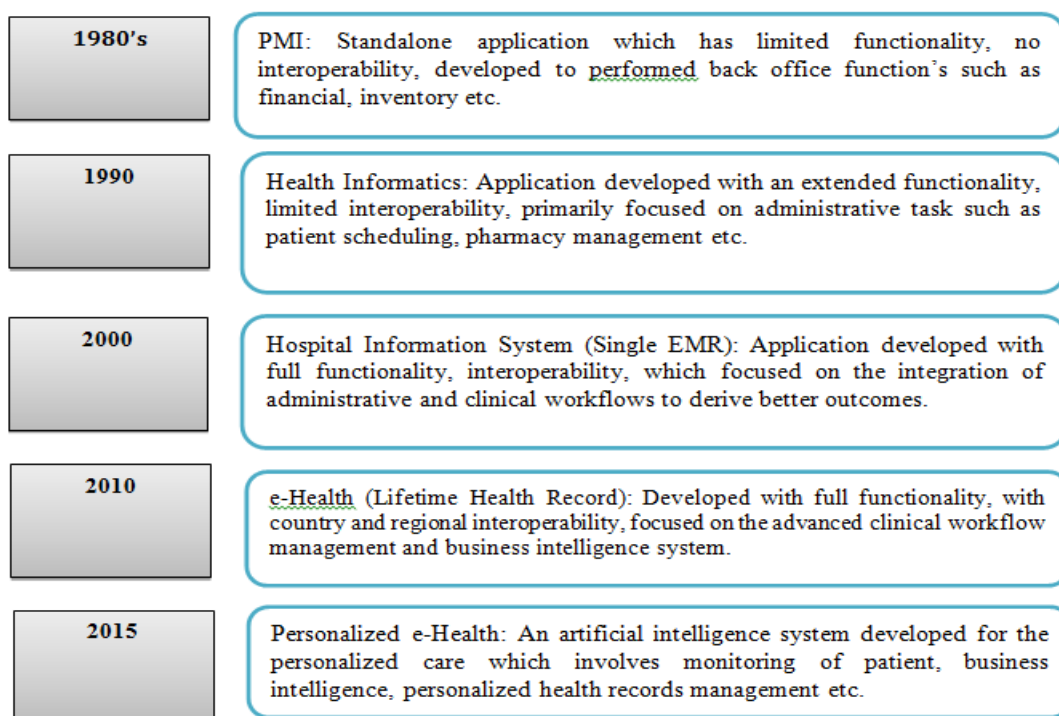 1980's
PMI: Standalone application which has limited functionality, no
interoperability, developed to performed back office function's such as
financial, inventory etc.
1990
Health Informatics: Application developed with an extended functionality,
limited interoperability, primarily focused on administrative task such as
patient scheduling, pharmacy management etc.
2000
Hospital Information System (Single EMR): Application developed with
full functionality, interoperability, which focused on the integration of
administrative and clinical workflows to derive better outcomes.
2010
e-Health (Lifetime Health Record): Developed with full functionality, with
country and regional interoperability, focused on the advanced clinical workflow
management and business intelligence system.
2015
Personalized e-Health: An artificial intelligence system developed for the
personalized care which involves monitoring of patient, business
intelligence, personalized health records management etc.